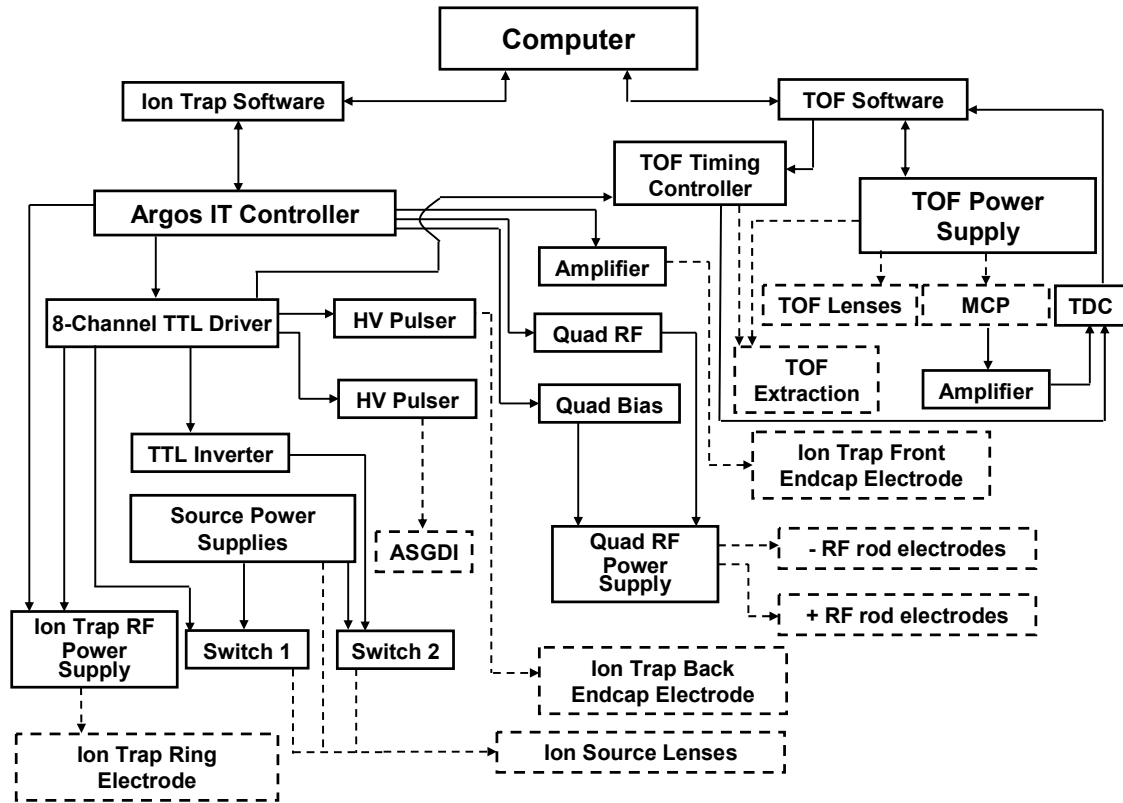 Computer
Ion Trap Software
TOF Software
TOF Timing
Controller
Argos IT Controller
TOF Power
Supply
Amplifier
TOF Lenses
MCP
TDC
8-Channel TTL Driver
HV Pulser
Quad RF
TOF
Extraction
Amplifier
HV Pulser
Quad Bias
TTL Inverter
Ion Trap Front
Endcap Electrode
Source Power
Supplies
ASGDI
Quad RF
Power
Supply
- RF rod electrodes
+ RF rod electrodes
Ion Trap RF
Power
Supply
Switch 1
Switch 2
Ion Trap Back
Endcap Electrode
Ion Trap Ring
Electrode
Ion Source Lenses